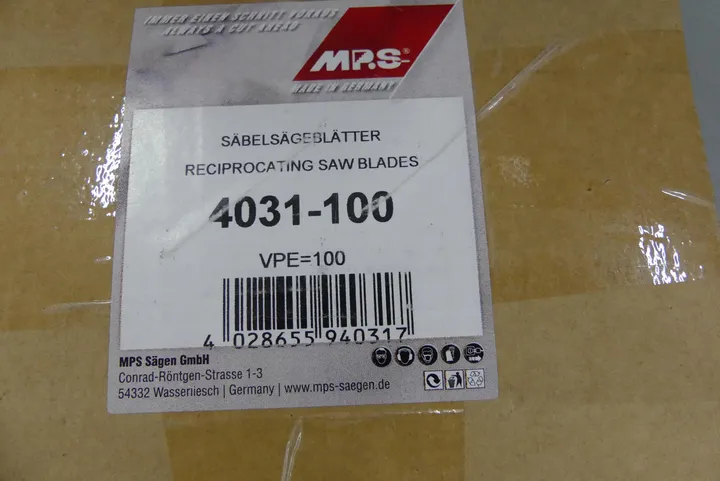 IMMER EINEN SCHRITT VORAUS
ALWAYS A CUT AHEAD
MPS®
MADE IN GERMANY
SÄBELSÄGEBLÄTTER
RECIPROCATING SAW BLADES
4031-100
VPE=100
4 028655 940317
MPS Sägen GmbH
Conrad-Röntgen-Strasse 1-3
54332 Wasserliesch | Germany | www.mps-saegen.de